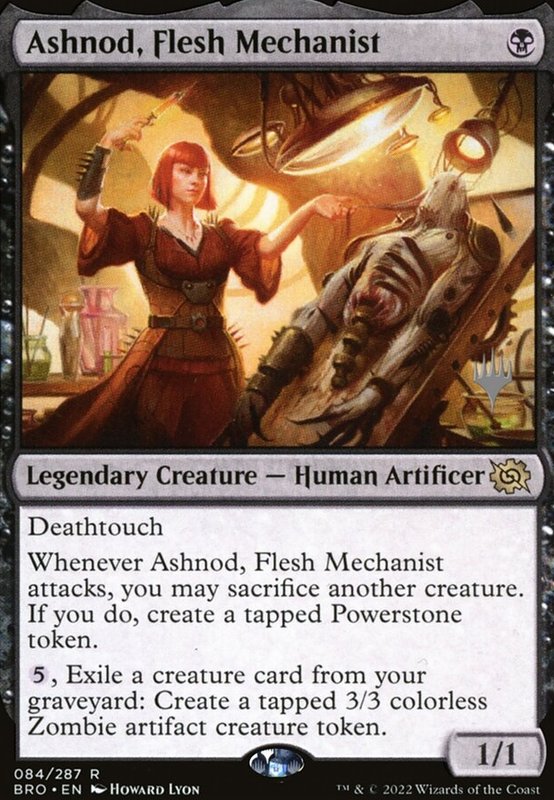 Ashnod, Flesh Mechanist
Legendary Creature — Human Artificer
Deathtouch
Whenever Ashnod, Flesh Mechanist
attacks, you may sacrifice another creature.
If you do, create a tapped Powerstone
token.
5, Exile a creature card from your
graveyard: Create a tapped 3/3 colorless
Zombie artifact creature token.
1/1
084/287 R
BRO • EN Howard Lyon
™ & © 2022 Wizards of the Coast